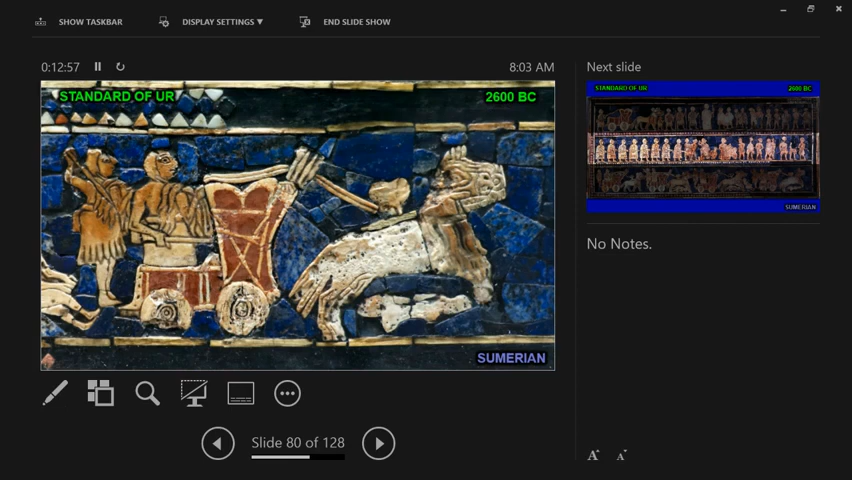 SHOW TASKBAR
DISPLAY SETTINGS ▼
END SLIDE SHOW
0:12:57
8:03 AM
STANDARD OF UR
2600 BC
SUMERIAN
Next slide
STANDARD OF UR
2600 BC
SUMERIAN
No Notes.
Slide 80 of 128
A A